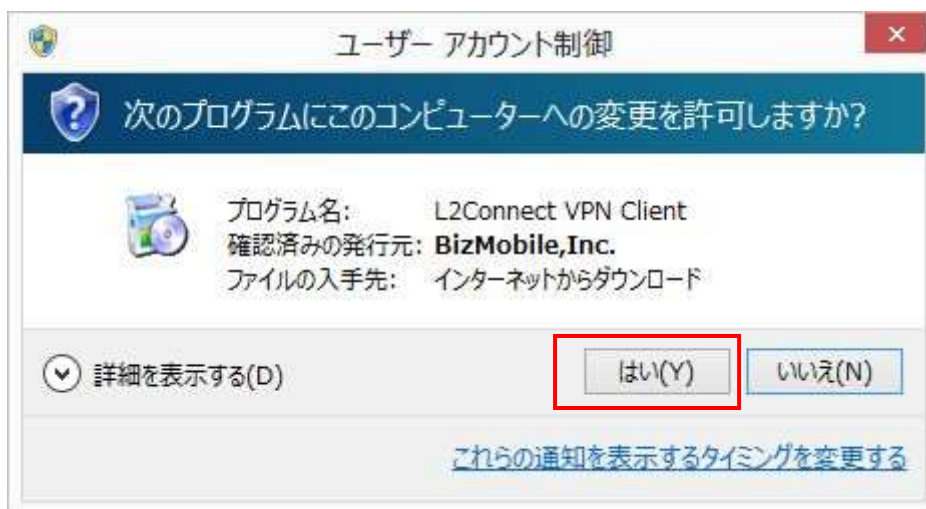 ユーザー アカウント制御
次のプログラムにこのコンピューターへの変更を許可しますか?
プログラム名: L2Connect VPN Client
確認済みの発行元: BizMobile,Inc.
ファイルの入手先: インターネットからダウンロード
詳細を表示する(D) はい(Y) いいえ(N)
これらの通知を表示するタイミングを変更する